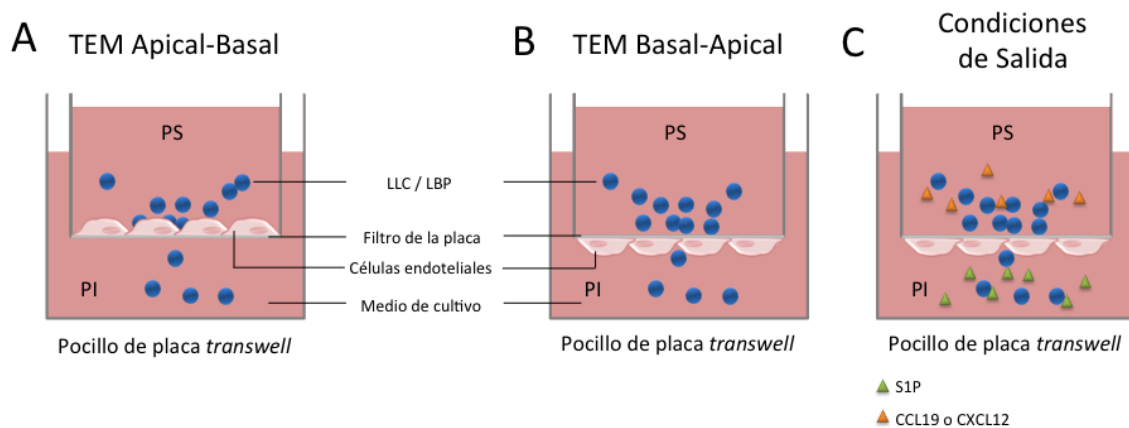 A
TEM Apical-Basal
PS
PI
Pocillo de placa transwell
LLC / LBP
Filtro de la placa
Células endoteliales
Medio de cultivo
B
TEM Basal-Apical
PS
PI
Pocillo de placa transwell
C
Condiciones
de Salida
PS
PI
Pocillo de placa transwell
S1P
CCL19 o CXCL12